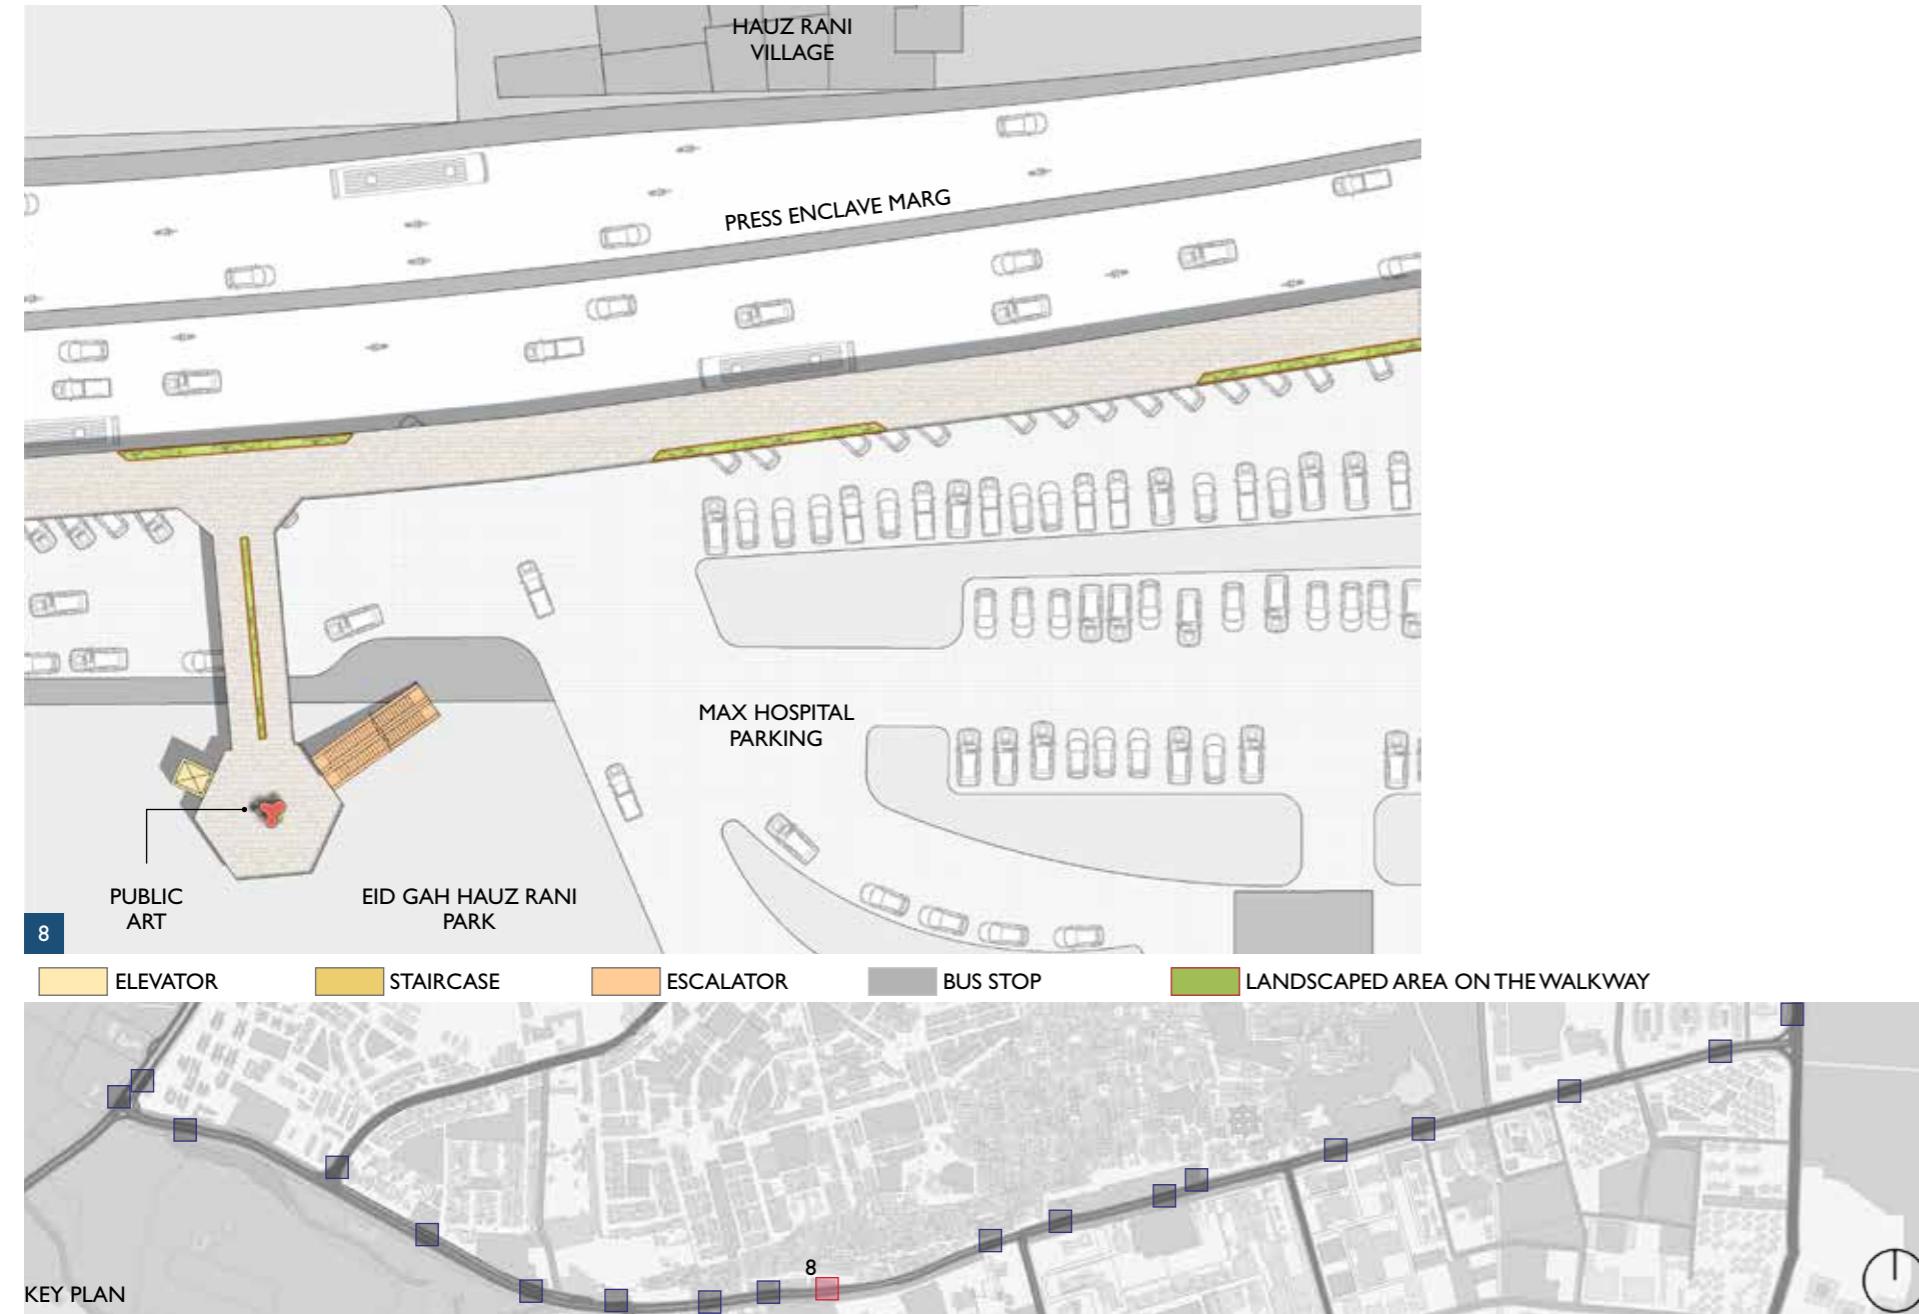 HAUZ RANI
VILLAGE
PRESS ENCLAVE MARG
MAX HOSPITAL
PARKING
PUBLIC
ART
EID GAH HAUZ RANI
PARK
8
ELEVATOR
STAIRCASE
ESCALATOR
BUS STOP
LANDSCAPED AREA ON THE WALKWAY
8
KEY PLAN